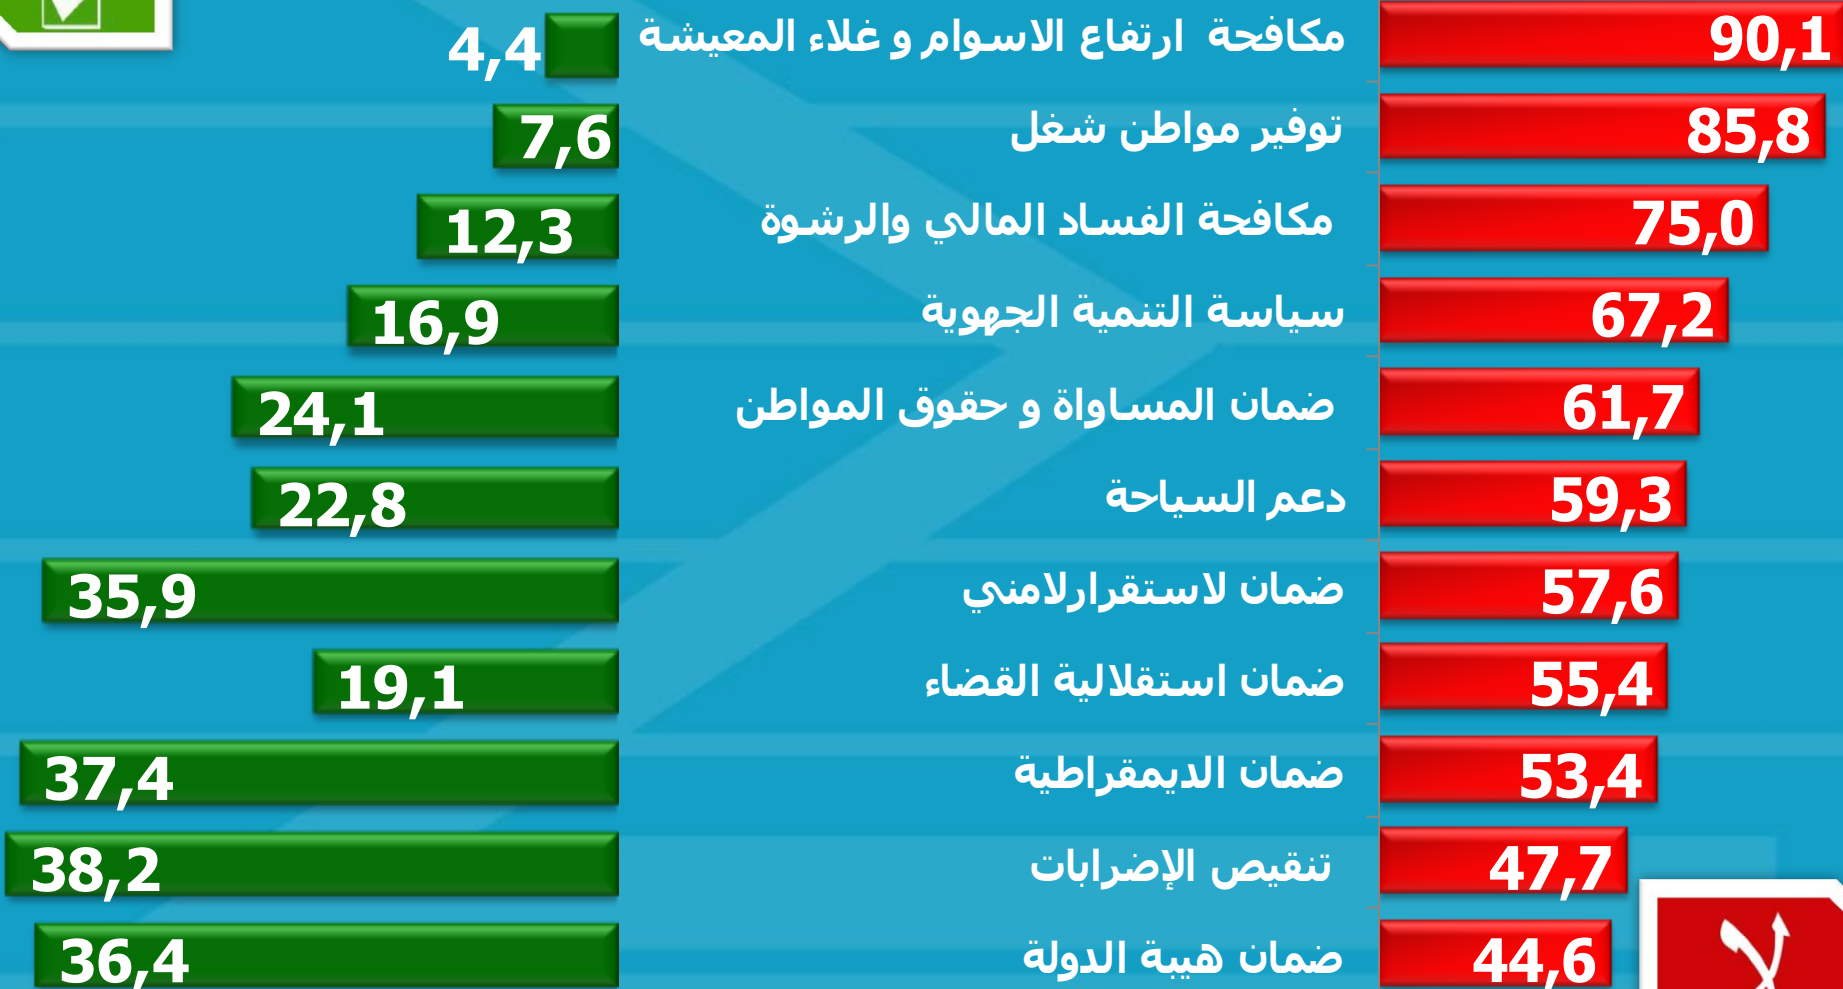 4,4 مكافحة ارتفاع الاسوام و غلاء المعيشة 90,1
7,6 توفير مواطن شغل 85,8
12,3 مكافحة الفساد المالي والرشوة 75,0
16,9 سياسة التنمية الجهوية 67,2
24,1 ضمان المساواة و حقوق المواطن 61,7
22,8 دعم السياحة 59,3
35,9 ضمان لاستقرارلامني 57,6
19,1 ضمان استقلالية القضاء 55,4
37,4 ضمان الديمقراطية 53,4
38,2 تنقيص الإضرابات 47,7
36,4 ضمان هيبة الدولة 44,6
لا